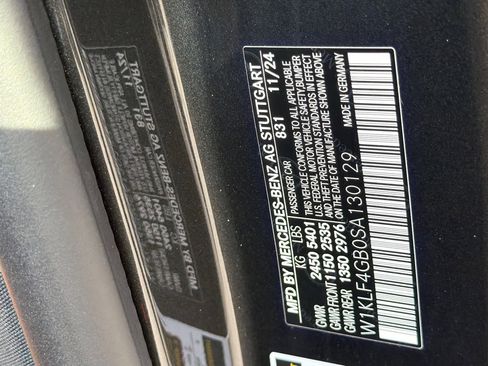 MFD BY MERCEDES-BENZ AG STUTTGART
KG LBS PASSENGER CAR 831 11/24
GVWR 2450 5401 THIS VEHICLE CONFORMS TO ALL APPLICABLE
GAWR FRONT 1150 2535 U.S. FEDERAL MOTOR VEHICLE SAFETY, BUMPER
GAWR REAR 1350 2976 AND THEFT PREVENTION STANDARDS IN EFFECT
ON THE DATE OF MANUFACTURE SHOWN ABOVE
W1KLF4GB0SA130129 MADE IN GERMANY